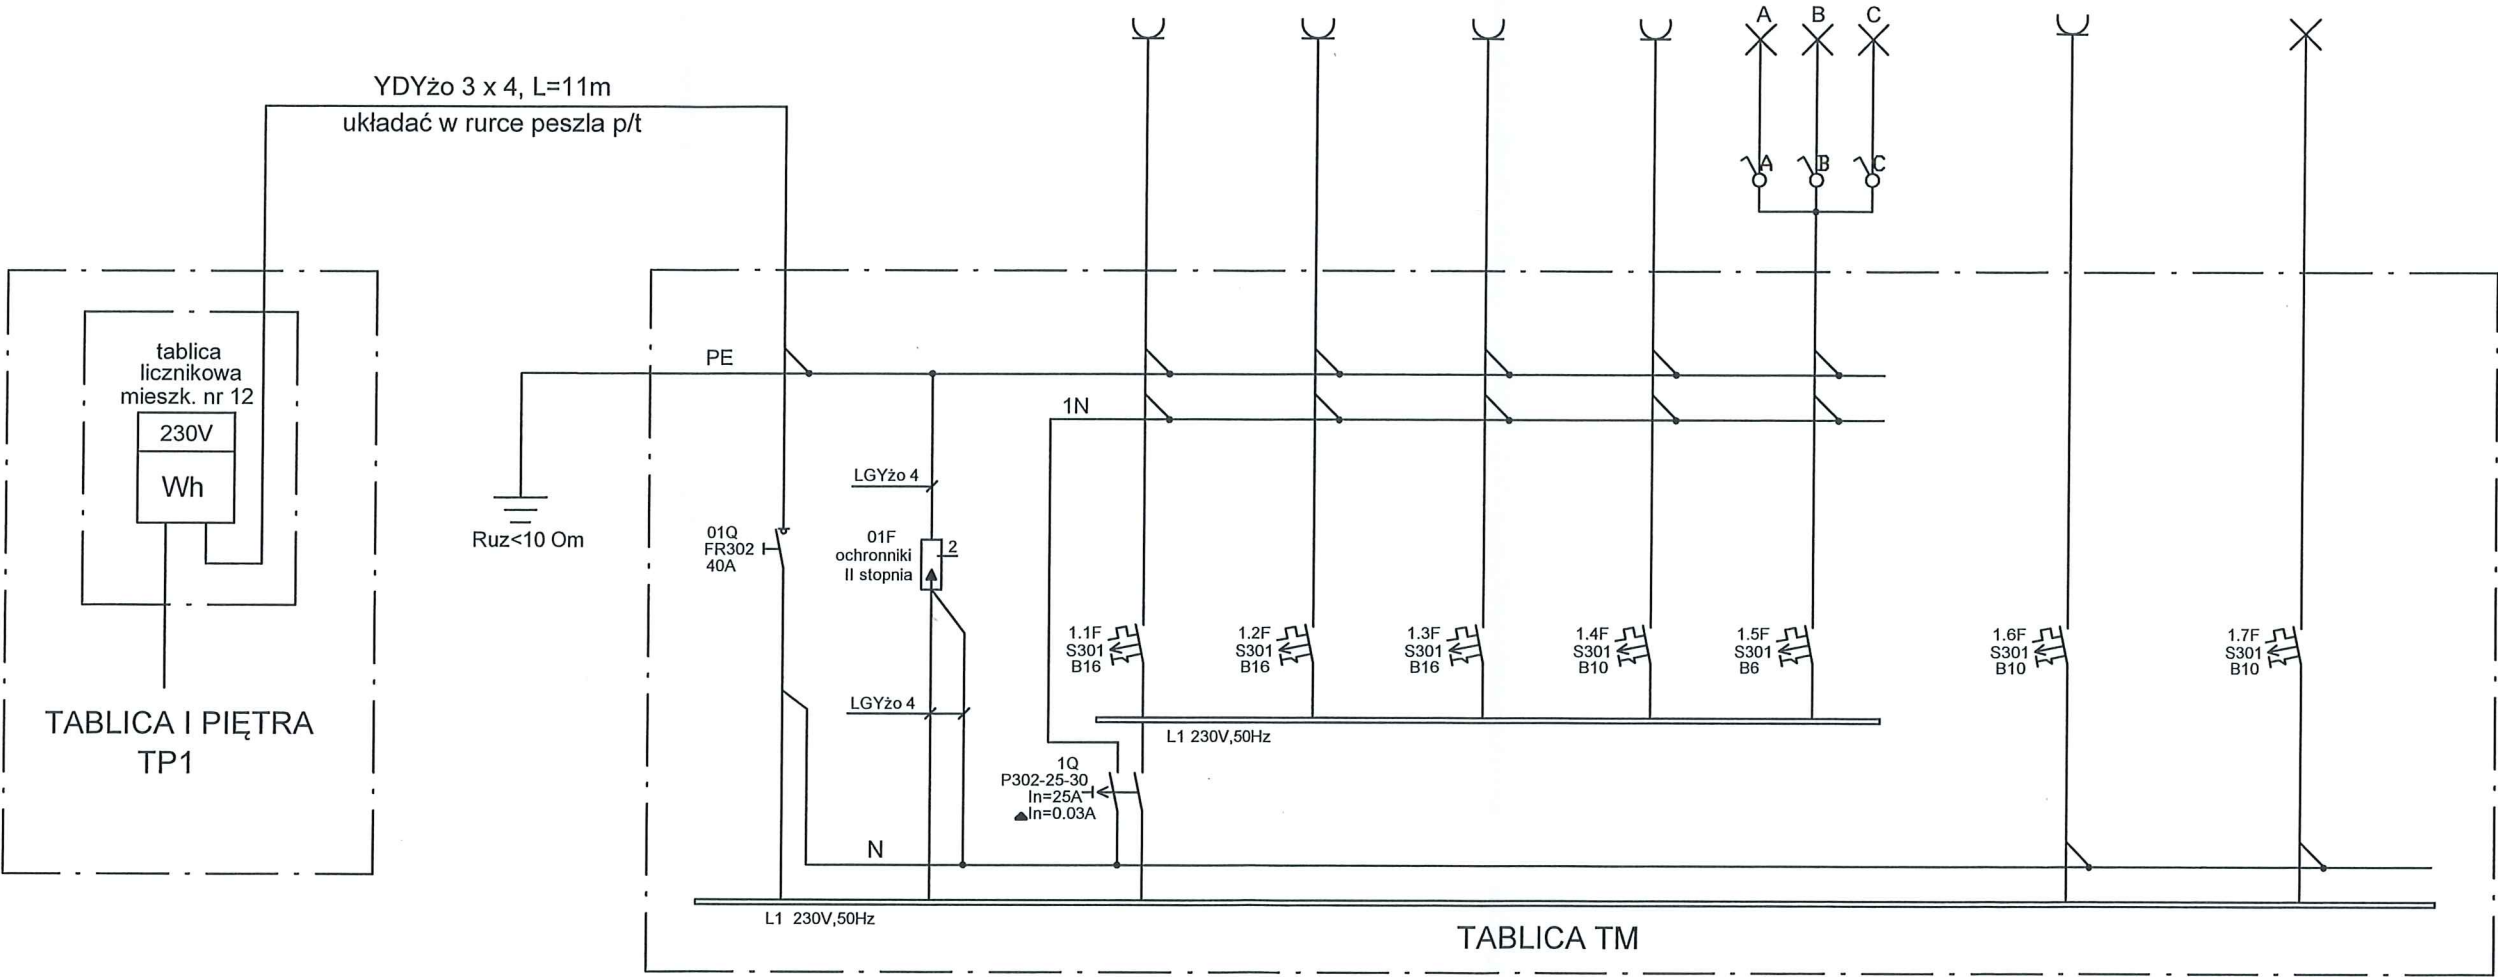 A B C
YDYżo 3 x 4, L=11m
układać w rurce peszla p/t
A B C
tablica
licznikowa
mieszk. nr 12
230V
Wh
TABLICA I PIĘTRA
TP1
PE
1N
Ruz<10 Om
LGYżo 4
01Q
FR302
40A
01F
ochronniki
II stopnia
2
LGYżo 4
1.1F
S301
B16
1.2F
S301
B16
1.3F
S301
B16
1.4F
S301
B10
1.5F
S301
B6
1.6F
S301
B10
1.7F
S301
B10
L1 230V,50Hz
1Q
P302-25-30
In=25A
▲In=0.03A
N
L1 230V,50Hz
TABLICA TM